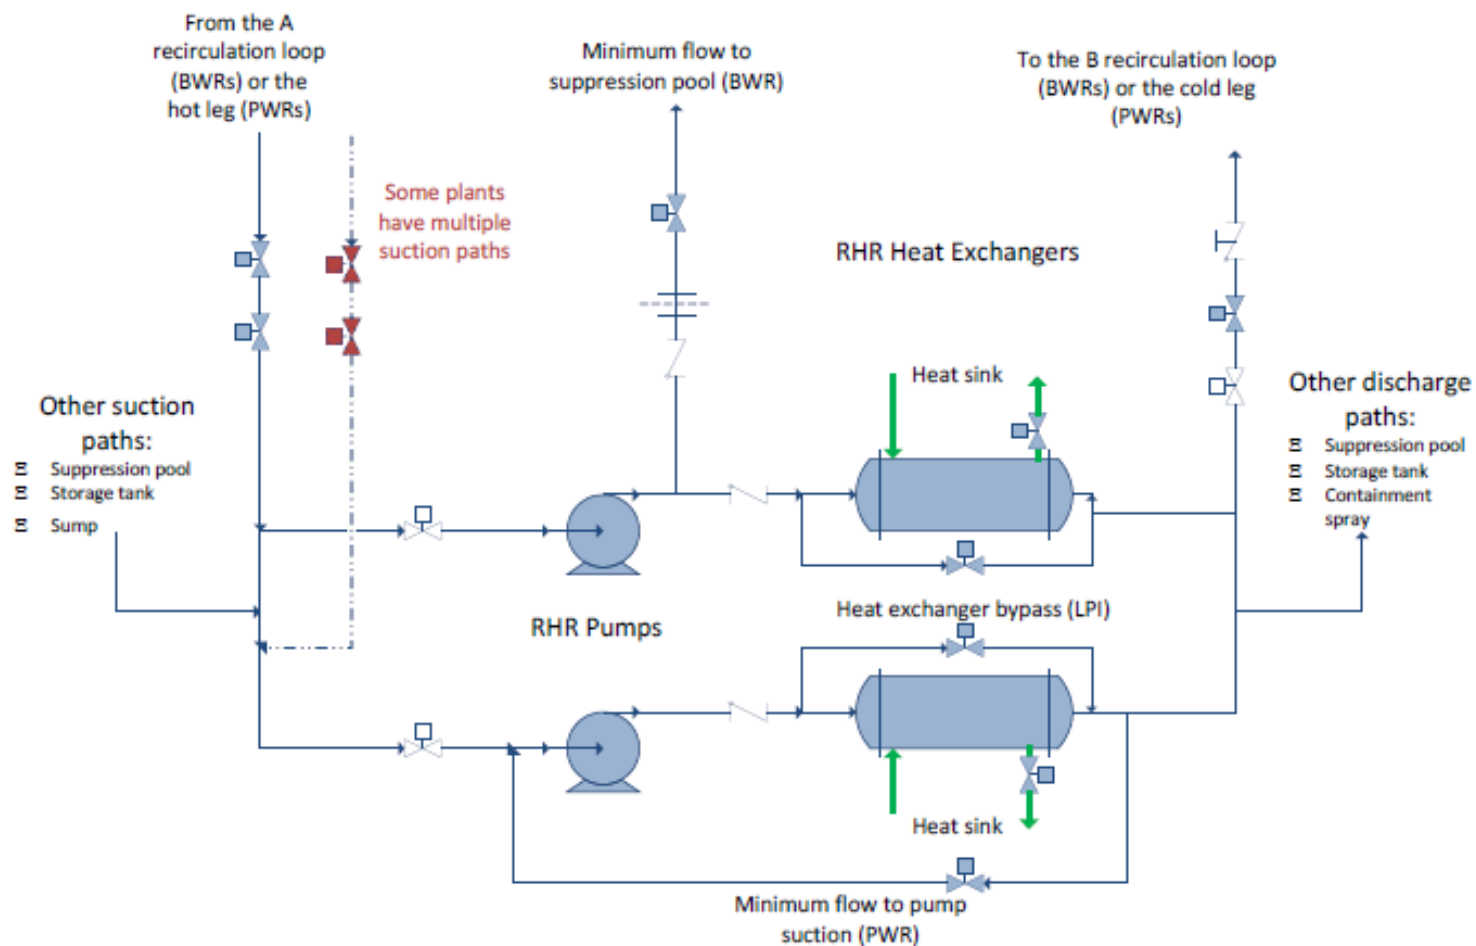 From the A
recirculation loop
(BWRs) or the
hot leg (PWRs)
Minimum flow to
suppression pool (BWR)
To the B recirculation loop
(BWRs) or the cold leg
(PWRs)
Some plants
have multiple
suction paths
RHR Heat Exchangers
Heat sink
Other suction
paths:
Ξ Suppression pool
Ξ Storage tank
Ξ Sump
Other discharge
paths:
Ξ Suppression pool
Ξ Storage tank
Ξ Containment
spray
Heat exchanger bypass (LPI)
RHR Pumps
Heat sink
Minimum flow to pump
suction (PWR)